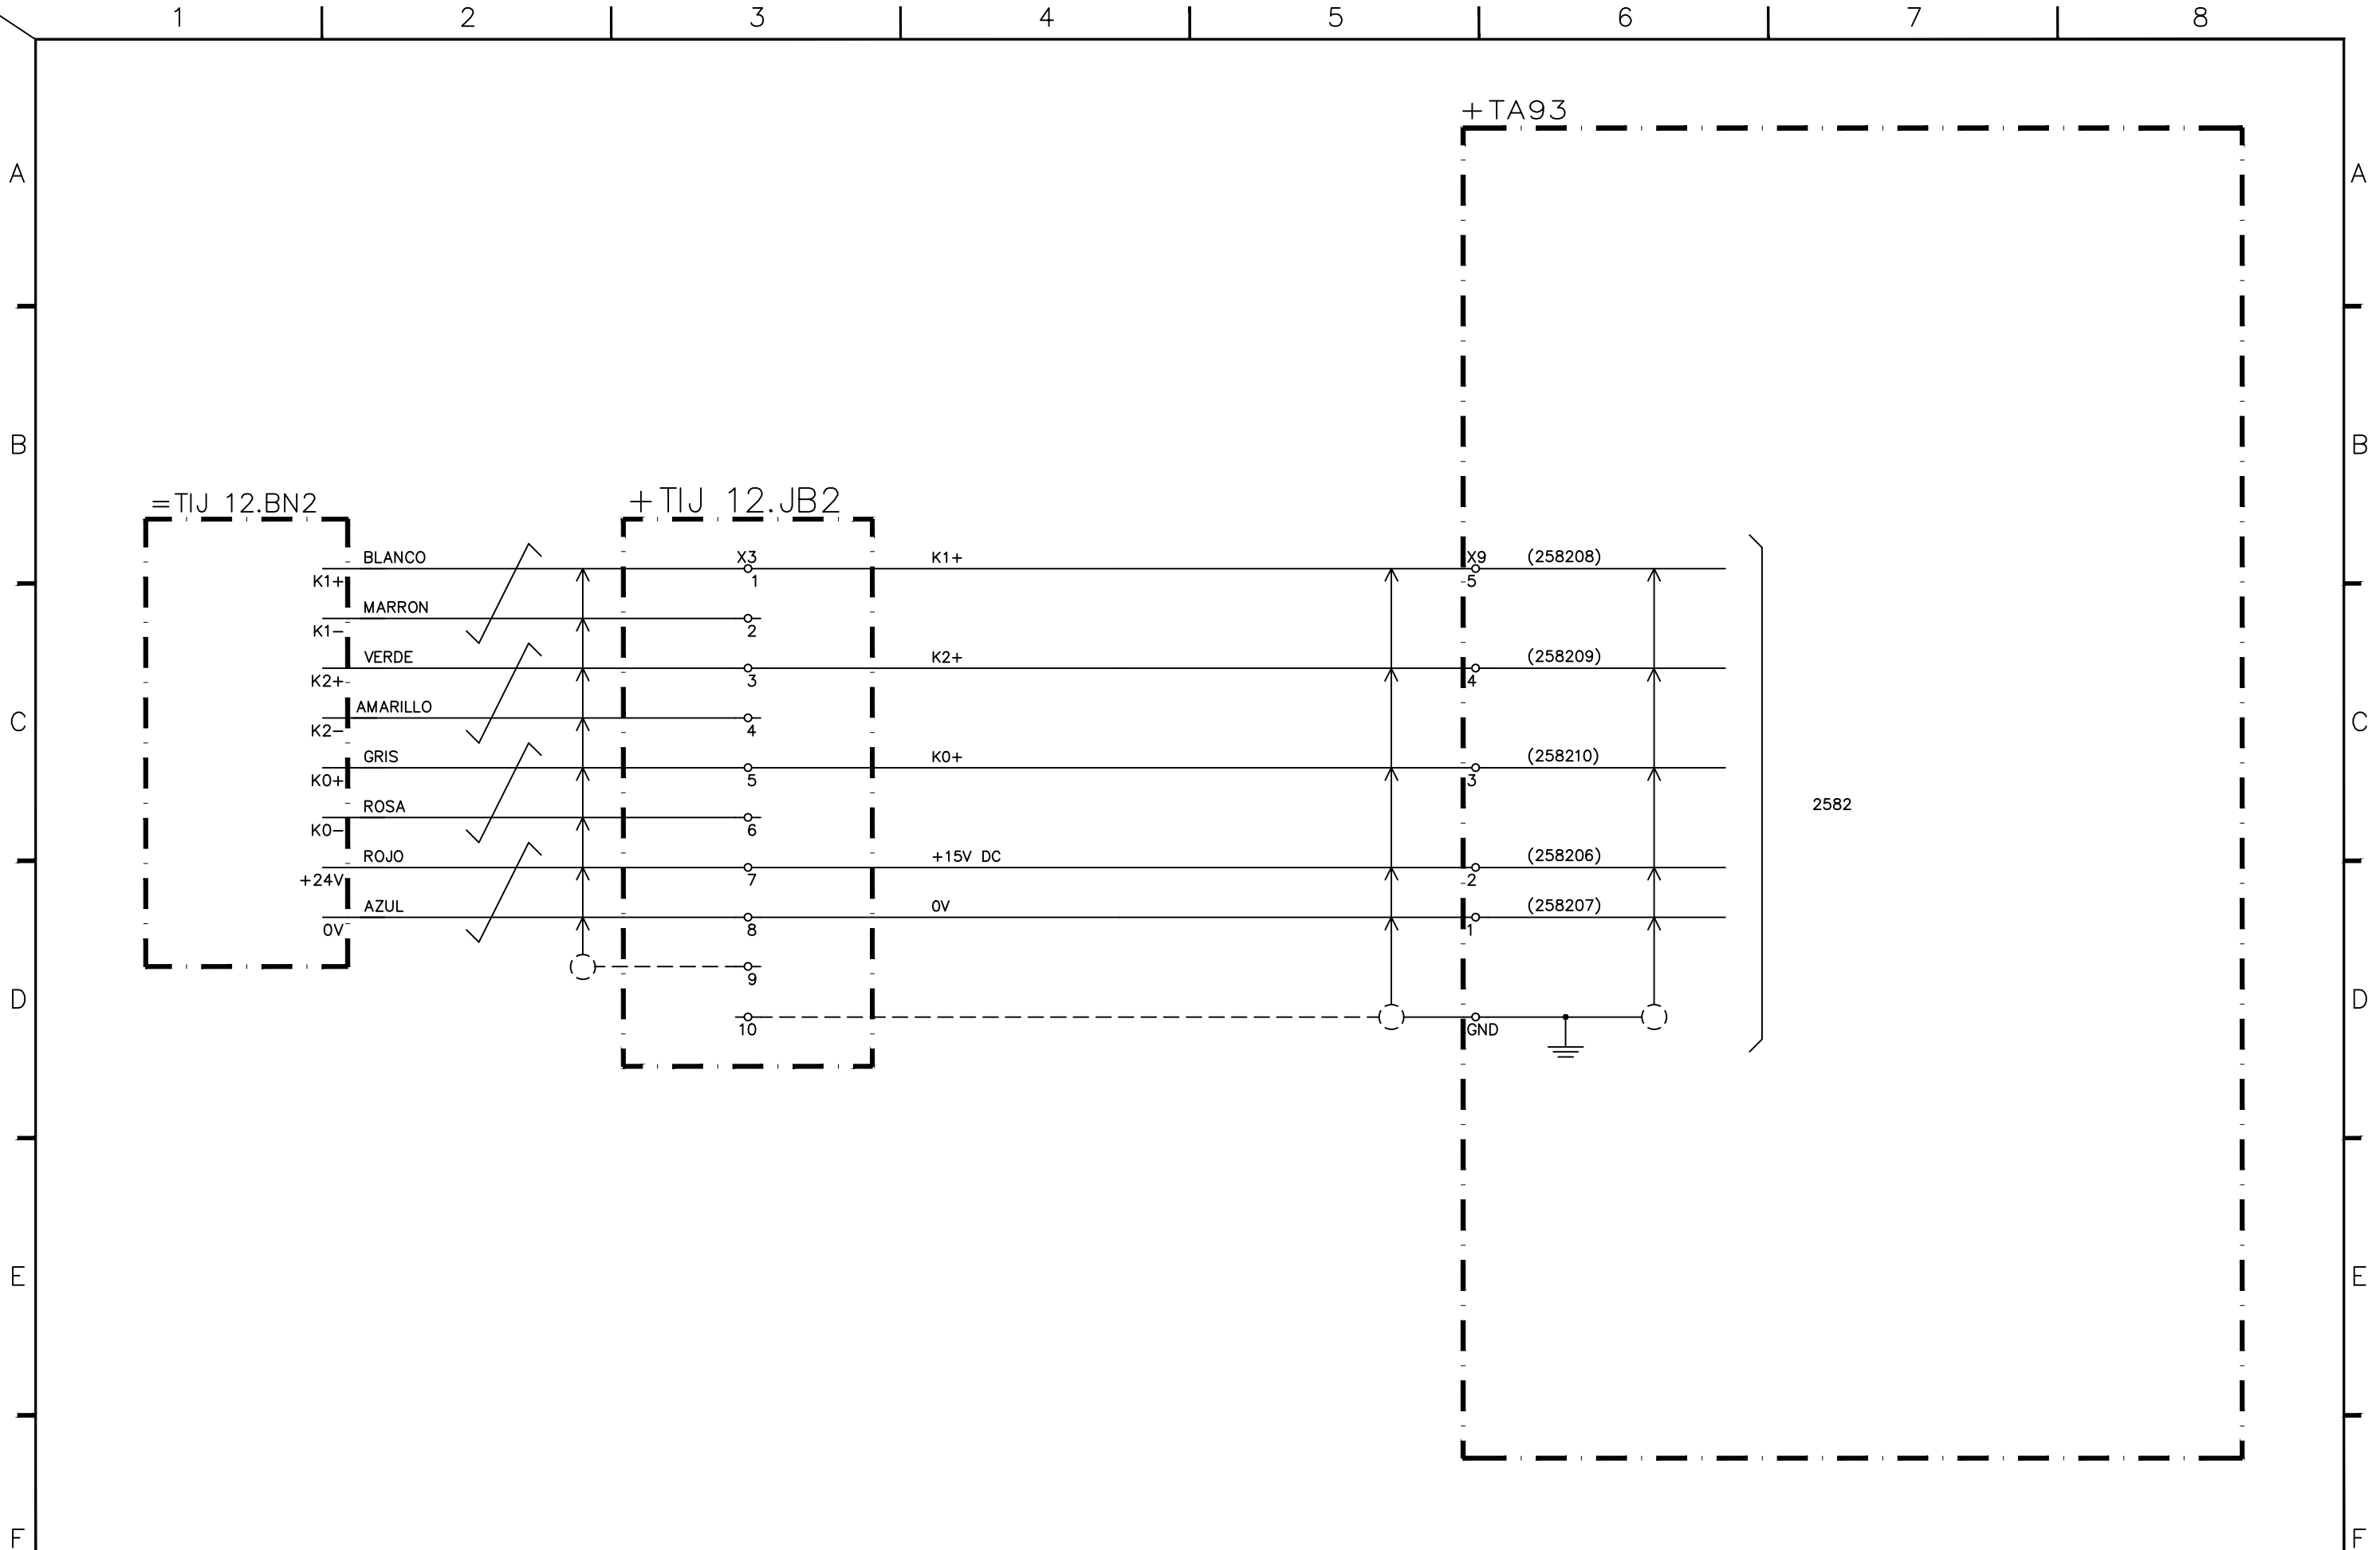 1 2 3 4 5 6 7 8
+TA93
A A
B B
=TIJ 12.BN2 +TIJ 12.JB2
BLANCO X3 K1+ X9 (258208)
K1+ 1 5
MARRON
K1- 2
VERDE K2+ (258209)
K2+ 3 4
AMARILLO
C C
K2- 4
GRIS K0+ (258210)
K0+ 5 3
ROSA 2582
K0- 6
ROJO +15V DC (258206)
+24V 7 2
AZUL 0V (258207)
0V 8 1
9
D D
10 GND
E E
F F